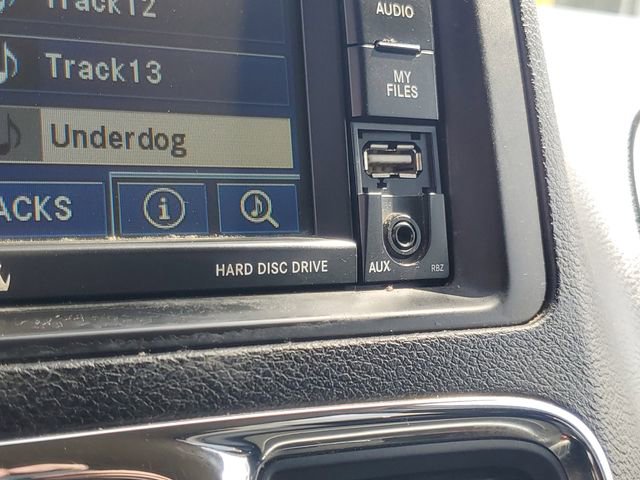 Track12
AUDIO
Track13
MY
FILES
Underdog
ACKS
i
HARD DISC DRIVE
AUX
RBZ